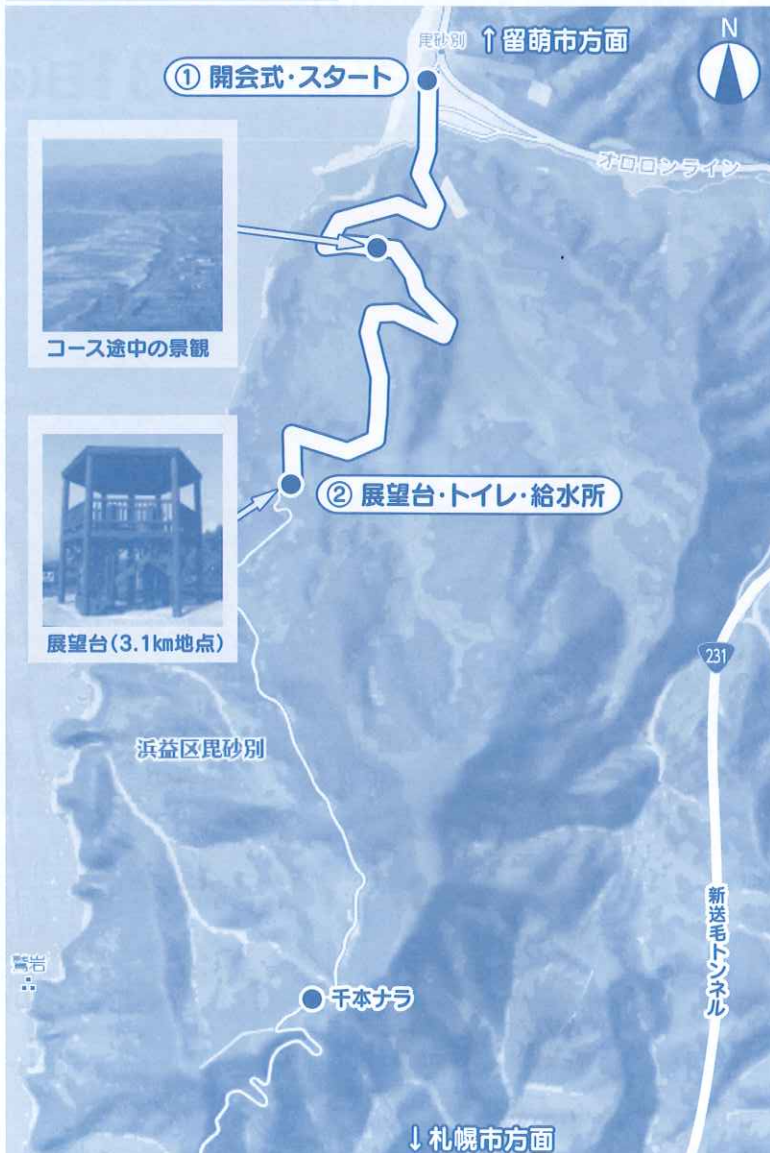 毘砂別
↑留萌市方面
N
① 開会式・スタート
オロロンライン
コース途中の景観
② 展望台・トイレ・給水所
展望台(3.1km地点)
231
浜益区毘砂別
新送毛トンネル
鷲岩
千本ナラ
↓札幌市方面